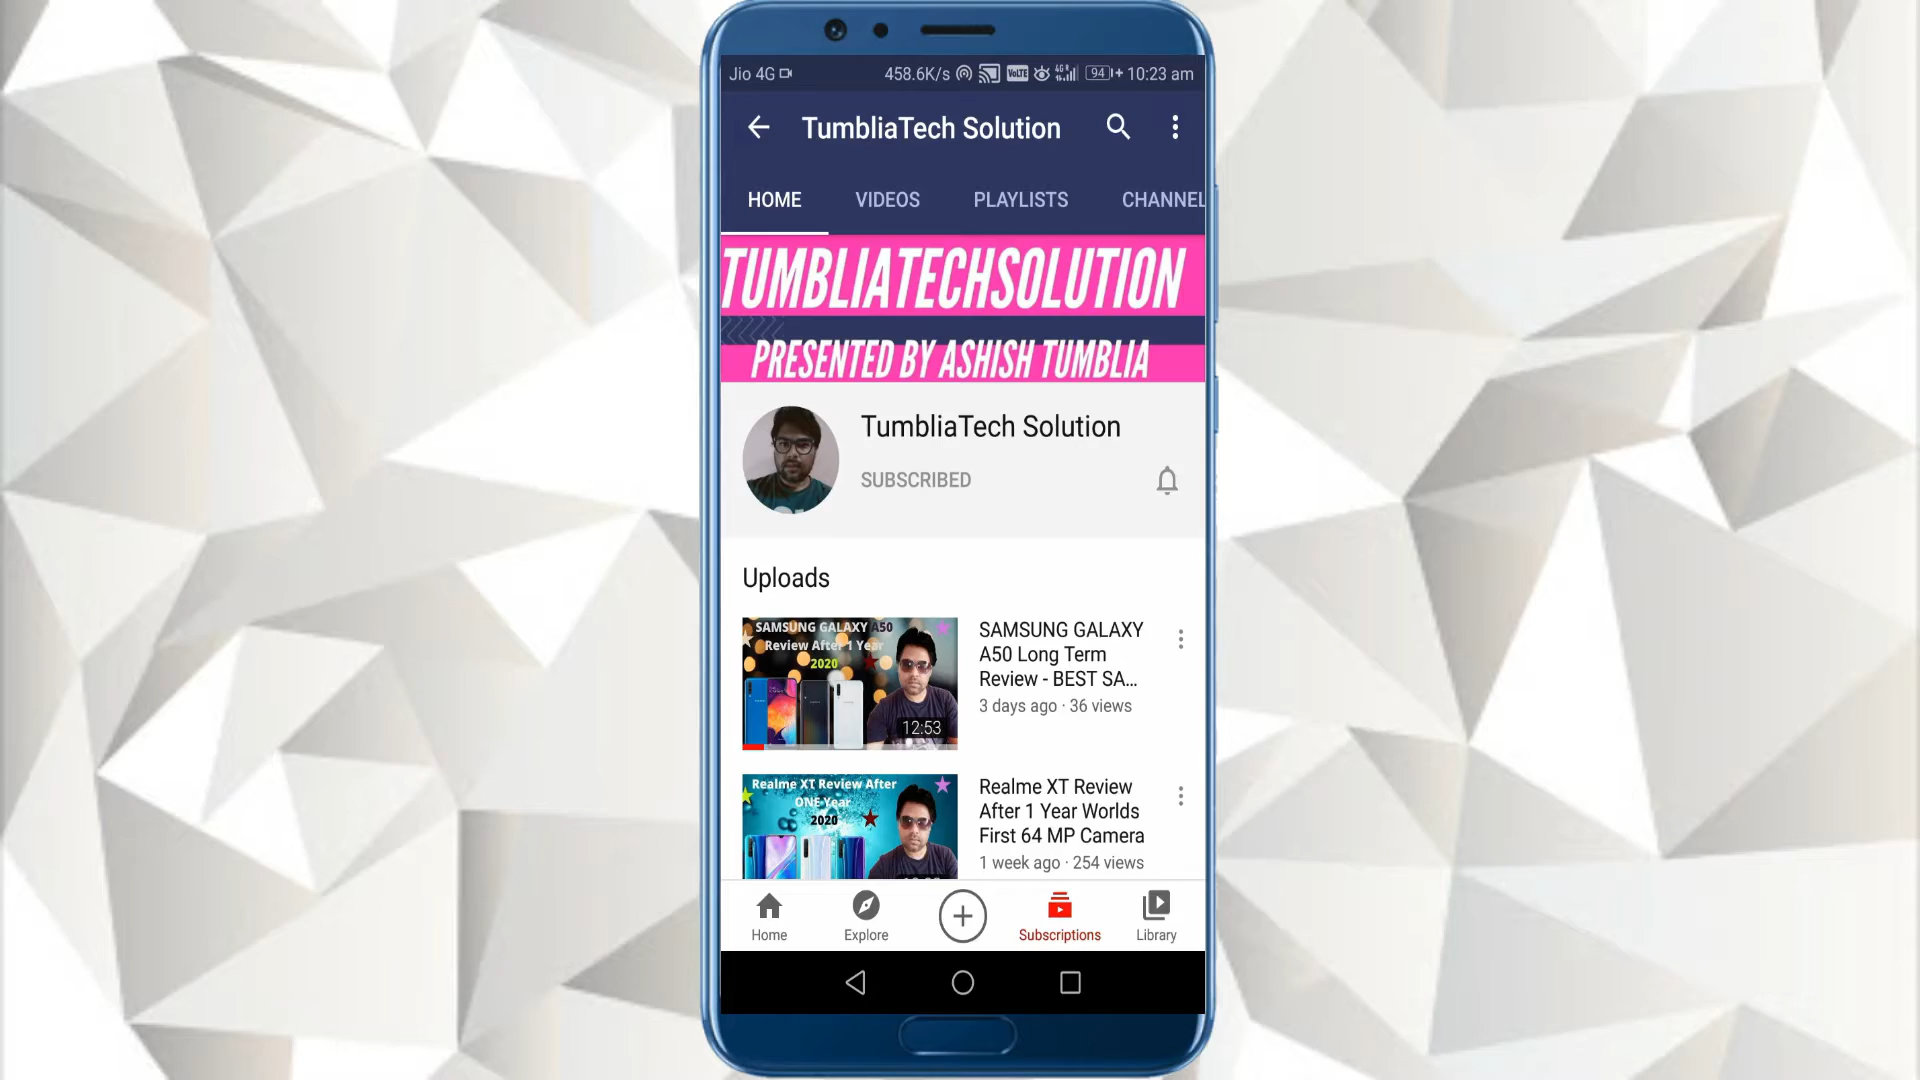 Jio 4G 458.6K/s VoLTE 4G 94 10:23 am
TumbliaTech Solution
HOME VIDEOS PLAYLISTS CHANNEL
TUMBLIATECHSOLUTION
PRESENTED BY ASHISH TUMBLIA
TumbliaTech Solution
SUBSCRIBED
Uploads
SAMSUNG GALAXY A50
Review After 1 Year
2020
12:53
SAMSUNG GALAXY
A50 Long Term
Review - BEST SA...
3 days ago · 36 views
Realme XT Review After
ONE Year
2020
Realme XT Review
After 1 Year Worlds
First 64 MP Camera
1 week ago · 254 views
Home Explore Subscriptions Library